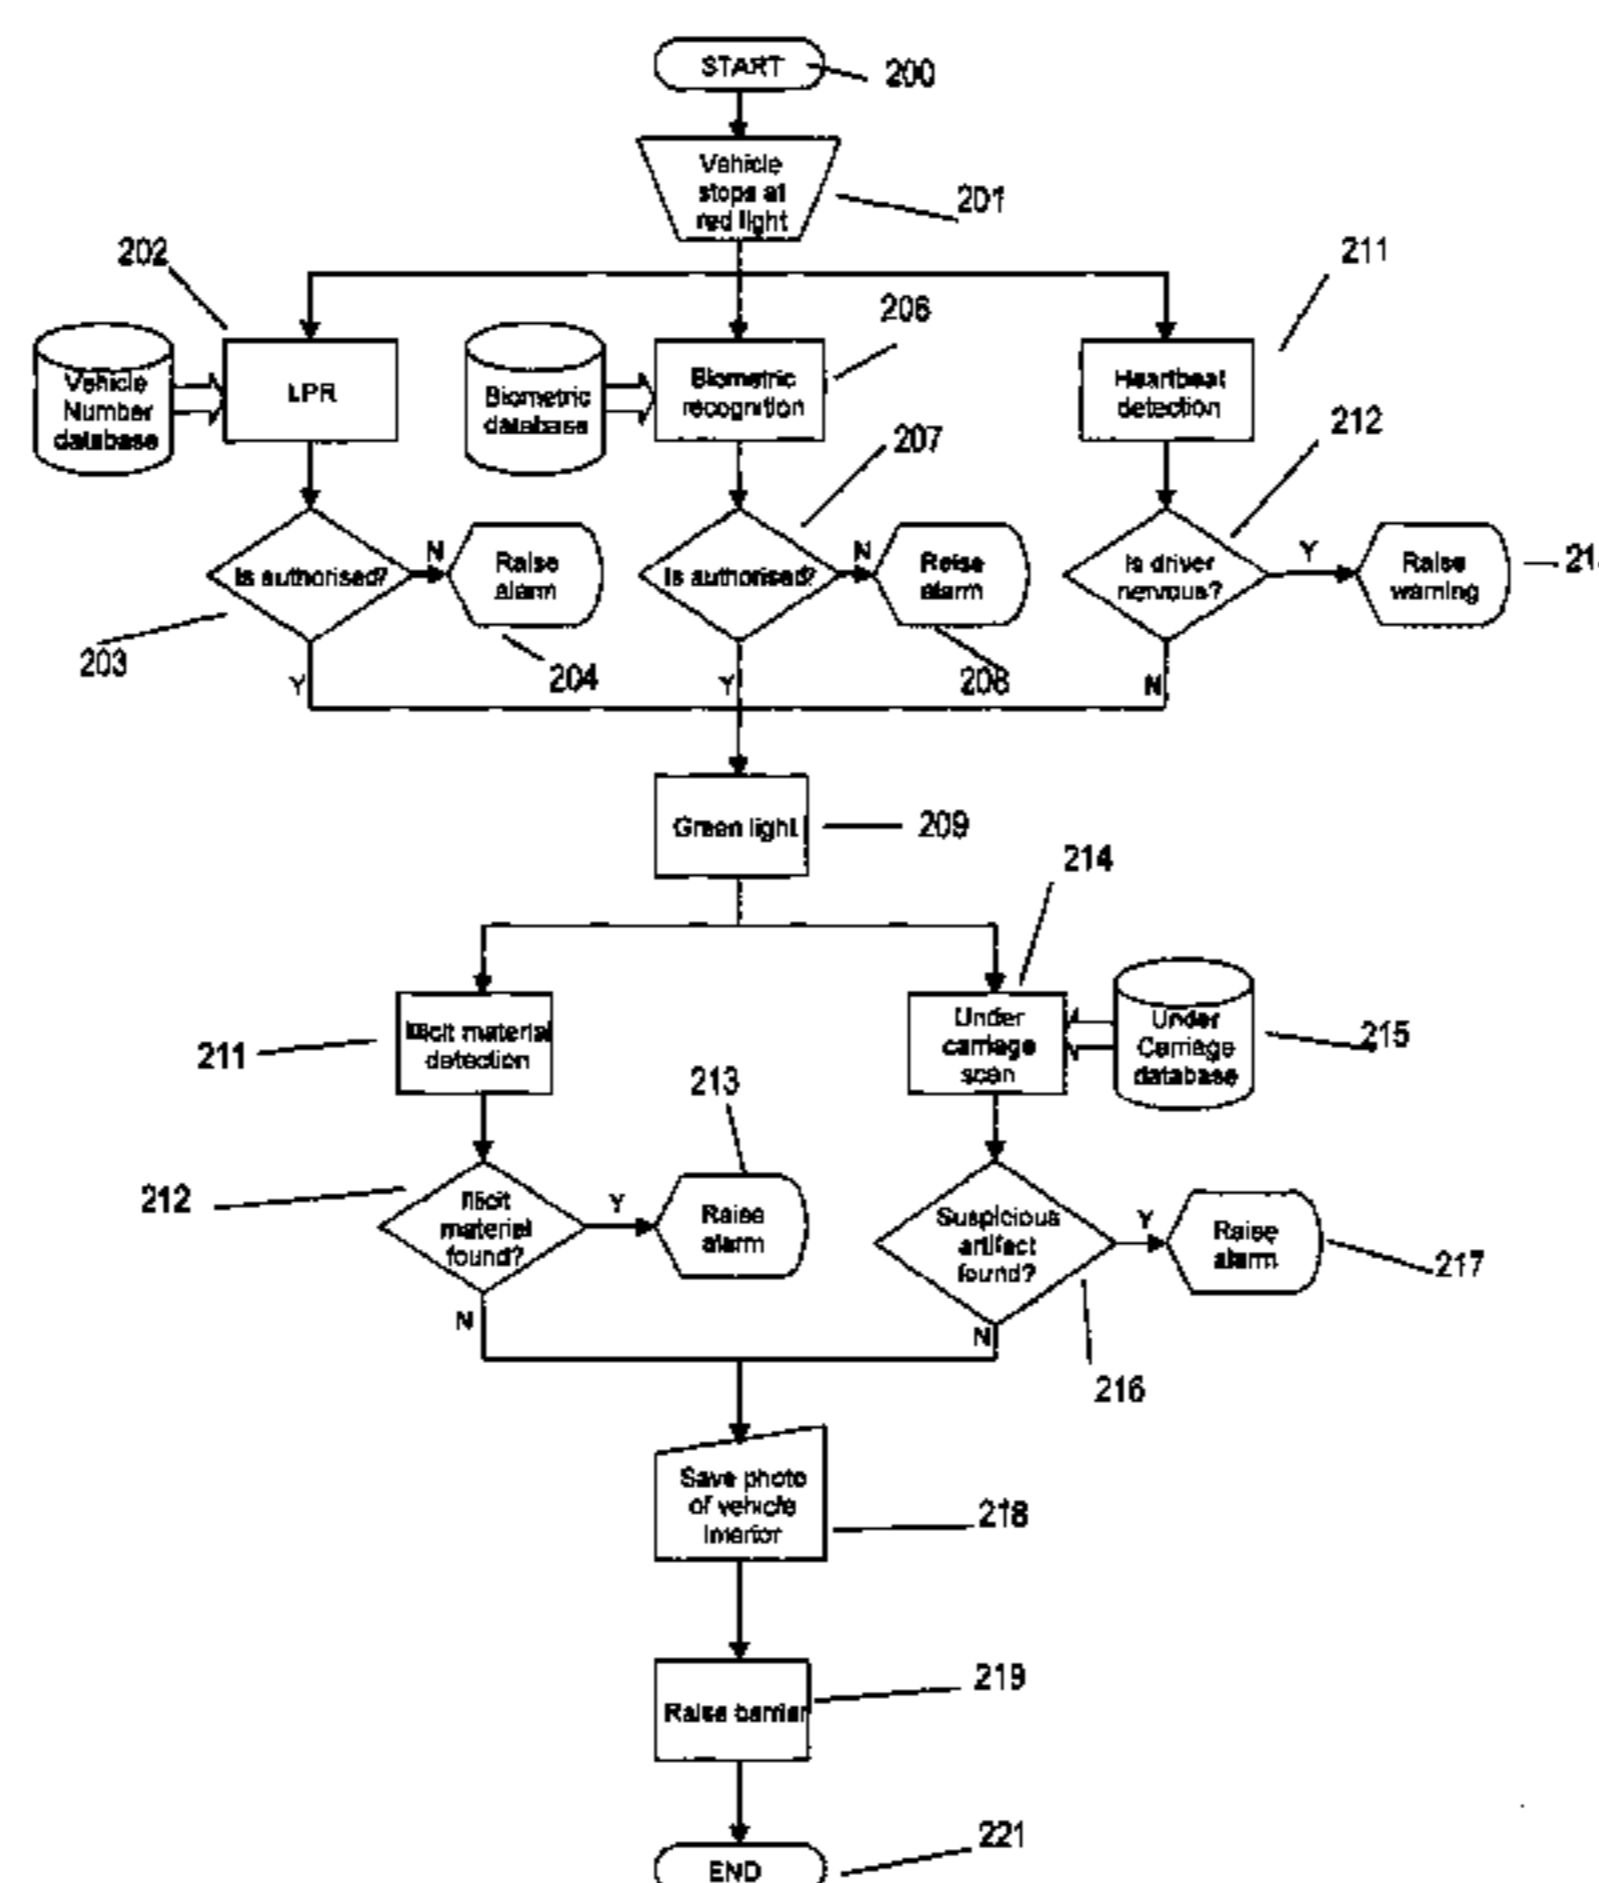 START
200
Vehicle
stops at
red light
201
202
206
211
Vehicle
Number
database
LPR
Biometric
database
Biometric
recognition
Heartbeat
detection
207
212
Is authorised?
N
Raise
alarm
Is authorised?
N
Raise
alarm
Is driver
nervous?
Y
Raise
warning
203
204
208
Y
Y
N
Green light
209
214
211
Illicit material
detection
Under
carriage
scan
Under
Carriage
database
215
213
212
Illicit
material
found?
Y
Raise
alarm
Suspicious
artifact
found?
Y
Raise
alarm
217
N
N
216
Save photo
of vehicle
Interior
218
Raise barrier
219
END
221